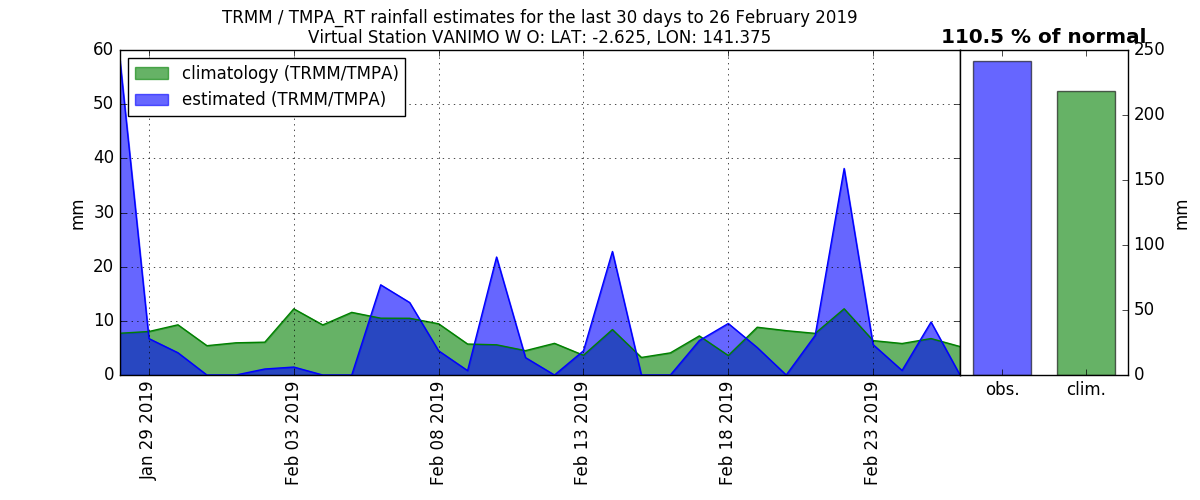 TRMM / TMPA_RT rainfall estimates for the last 30 days to 26 February 2019
Virtual Station VANIMO W O: LAT: -2.625, LON: 141.375
110.5 % of normal
climatology (TRMM/TMPA)
estimated (TRMM/TMPA)
60
50
40
30
20
10
0
mm
250
200
150
100
50
0
mm
Jan 29 2019
Feb 03 2019
Feb 08 2019
Feb 13 2019
Feb 18 2019
Feb 23 2019
obs.
clim.